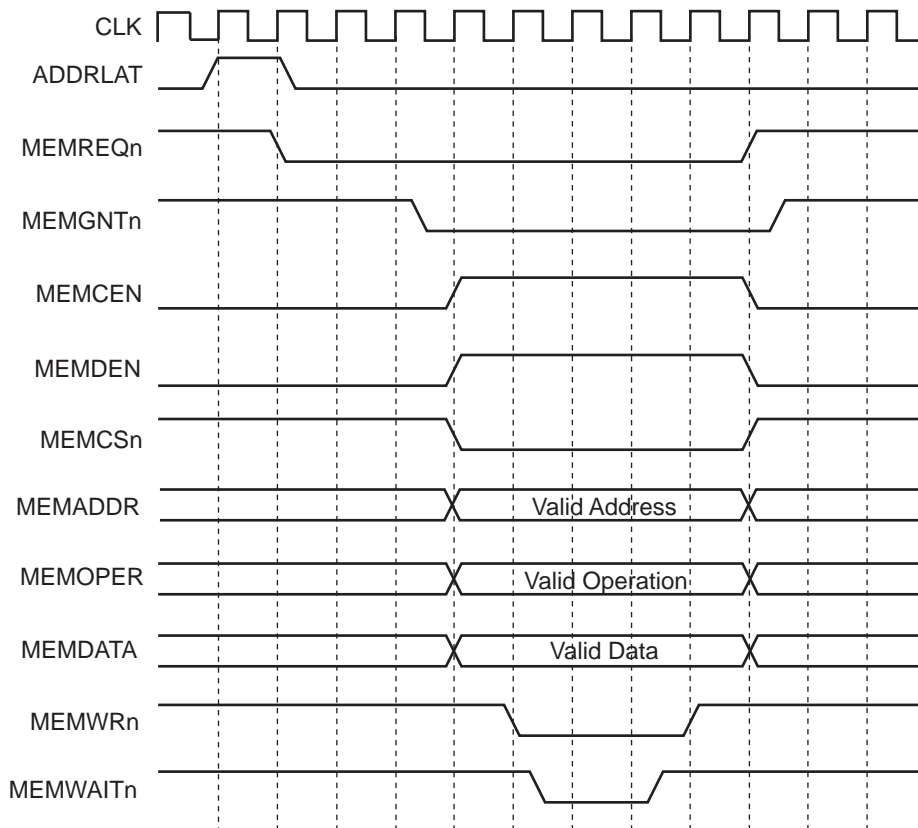 CLK
ADDRLAT
MEMREQn
MEMGNTn
MEMCEN
MEMDEN
MEMCSn
MEMADDR Valid Address
MEMOPER Valid Operation
MEMDATA Valid Data
MEMWRn
MEMWAITn